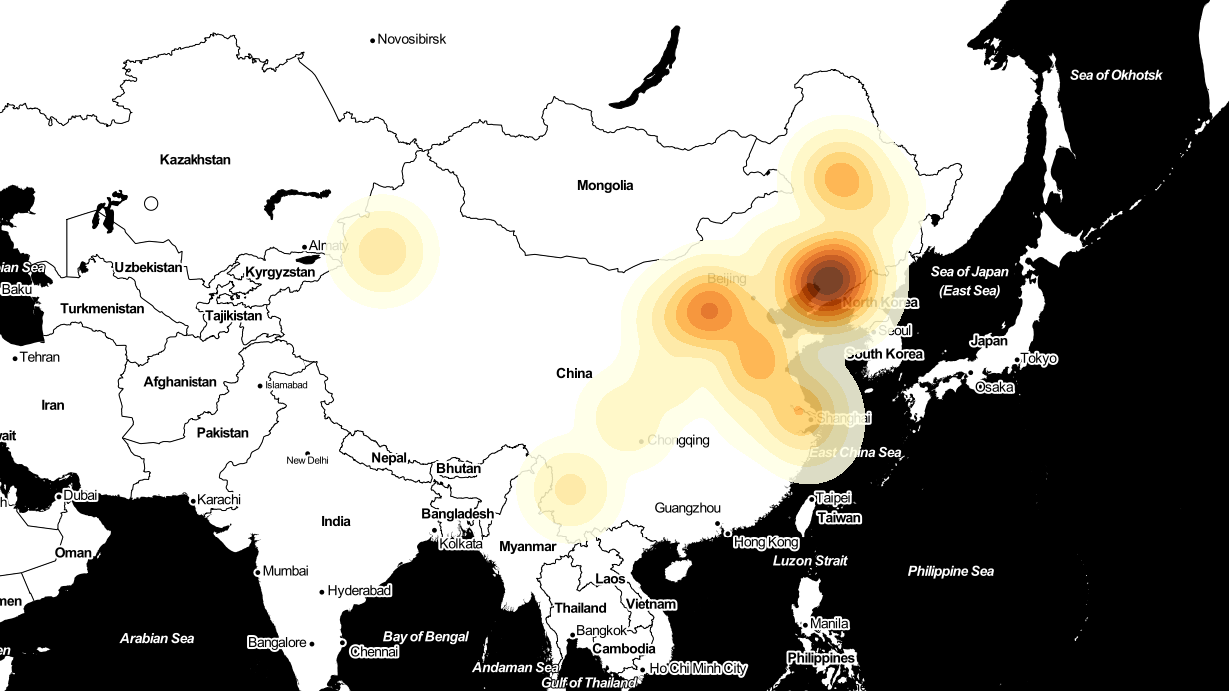 Novosibirsk
Sea of Okhotsk
Kazakhstan
Mongolia
Almaty
ian Sea
Uzbekistan
Kyrgyzstan
Beijing
Sea of Japan
(East Sea)
Baku
Turkmenistan
Tajikistan
North Korea
Seoul
South Korea
Japan
Tokyo
Tehran
Afghanistan
Islamabad
China
Osaka
Iran
Shanghai
Pakistan
Chongqing
East China Sea
New Delhi
Nepal
Bhutan
Dubai
Karachi
Bangladesh
Guangzhou
Taipei
Taiwan
India
Kolkata
Myanmar
Hong Kong
Oman
Luzon Strait
Philippine Sea
Mumbai
Laos
Hyderabad
Thailand
Vietnam
Manila
Arabian Sea
Bay of Bengal
Bangkok
Bangalore
Chennai
Cambodia
Philippines
Andaman Sea
Ho Chi Minh City
Gulf of Thailand